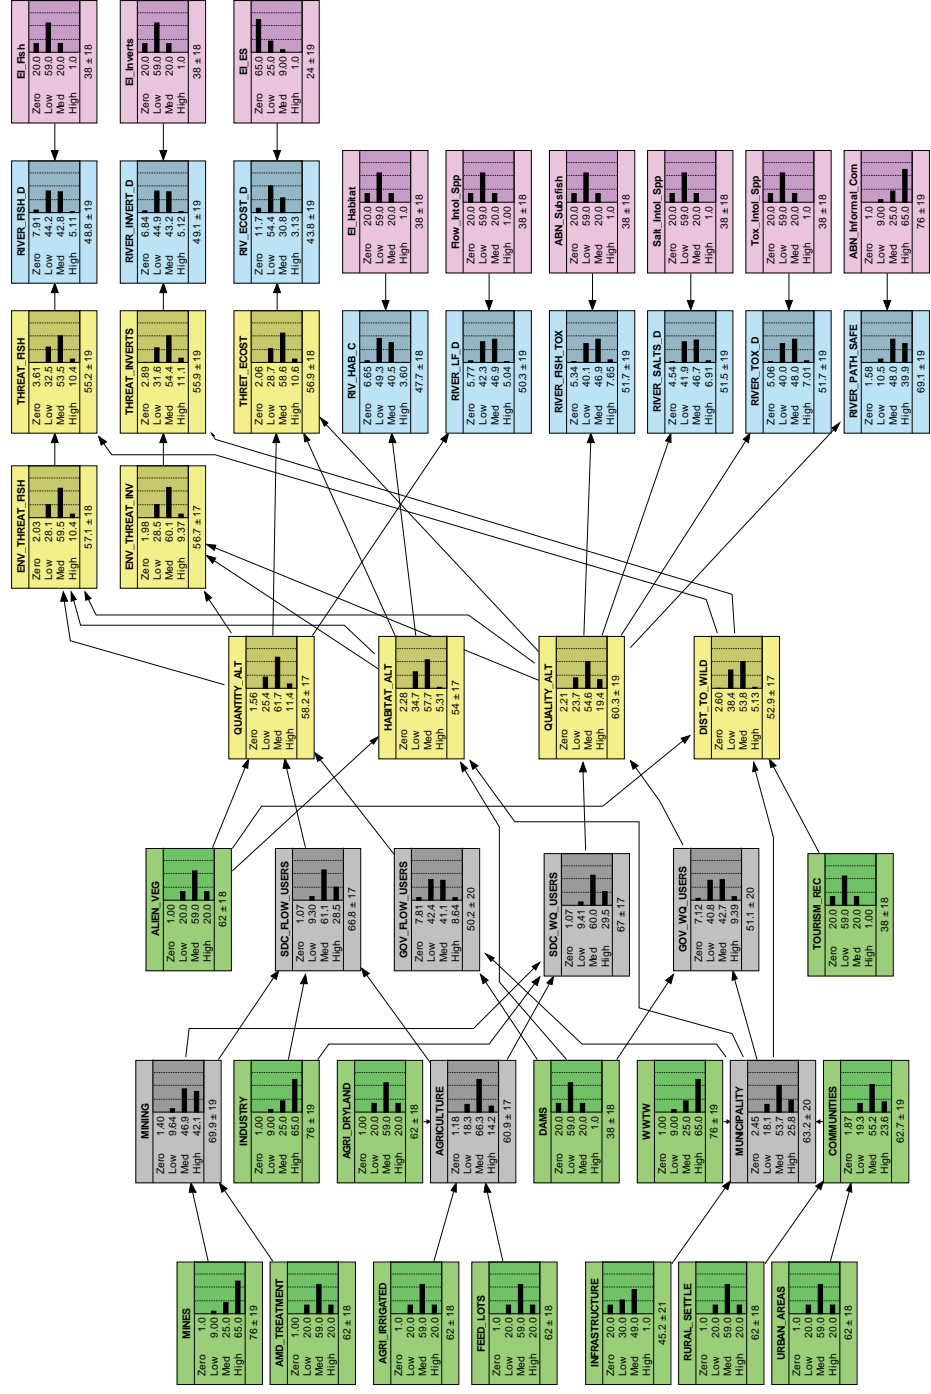 MINES
Zero 1.0
Low 9.00
Med 25.0
High 65.0
76 ± 19
AMD_TREATMENT
Zero 1.00
Low 20.0
Med 59.0
High 20.0
62 ± 18
AGRI_IRRIGATED
Zero 1.0
Low 20.0
Med 59.0
High 20.0
62 ± 18
FEED_LOTS
Zero 1.0
Low 20.0
Med 59.0
High 20.0
62 ± 18
INFRASTRUCTURE
Zero 20.0
Low 30.0
Med 49.0
High 1.0
45.2 ± 21
RURAL_SETTLE
Zero 1.0
Low 20.0
Med 59.0
High 20.0
62 ± 18
URBAN_AREAS
Zero 1.0
Low 20.0
Med 59.0
High 20.0
62 ± 18
MINING
Zero 1.40
Low 9.64
Med 46.9
High 42.1
69.9 ± 19
INDUSTRY
Zero 1.00
Low 9.00
Med 25.0
High 65.0
76 ± 19
AGRI_DRYLAND
Zero 1.00
Low 20.0
Med 59.0
High 20.0
62 ± 18
AGRICULTURE
Zero 1.18
Low 18.3
Med 66.3
High 14.2
60.9 ± 17
DAMS
Zero 20.0
Low 59.0
Med 20.0
High 1.0
38 ± 18
WWTW
Zero 1.00
Low 9.00
Med 25.0
High 65.0
76 ± 19
MUNICIPALITY
Zero 2.45
Low 18.1
Med 53.7
High 25.8
63.2 ± 20
COMMUNITIES
Zero 1.87
Low 19.3
Med 55.2
High 23.6
62.7 ± 19
ALIEN_VEG
Zero 1.00
Low 20.0
Med 59.0
High 20.0
62 ± 18
SDC_FLOW_USERS
Zero 1.07
Low 9.30
Med 61.1
High 28.5
66.8 ± 17
GOV_FLOW_USERS
Zero 7.81
Low 42.4
Med 41.1
High 8.64
50.2 ± 20
SDC_WQ_USERS
Zero 1.07
Low 9.41
Med 60.0
High 29.5
67 ± 17
GOV_WQ_USERS
Zero 7.12
Low 40.8
Med 42.7
High 9.39
51.1 ± 20
TOURISM_REC
Zero 20.0
Low 59.0
Med 20.0
High 1.00
38 ± 18
QUANTITY_ALT
Zero 1.56
Low 25.4
Med 61.7
High 11.4
58.2 ± 17
HABITAT_ALT
Zero 2.28
Low 34.7
Med 57.7
High 5.31
54 ± 17
QUALITY_ALT
Zero 2.21
Low 23.7
Med 54.6
High 19.4
60.3 ± 19
DIST_TO_WILD
Zero 2.60
Low 38.4
Med 53.8
High 5.13
52.9 ± 17
ENV_THREAT_FISH
Zero 2.03
Low 28.1
Med 59.5
High 10.4
57.1 ± 18
ENV_THREAT_INV
Zero 1.98
Low 28.5
Med 60.1
High 9.37
56.7 ± 17
THREAT_FISH
Zero 3.61
Low 32.5
Med 53.5
High 10.4
55.2 ± 19
THREAT_INVERTS
Zero 2.89
Low 31.6
Med 54.4
High 11.1
55.9 ± 19
THRET_ECOST
Zero 2.06
Low 28.7
Med 58.6
High 10.6
56.9 ± 18
RIV_HAB_C
Zero 6.65
Low 49.3
Med 40.5
High 3.60
47.7 ± 18
RIVER_LF_D
Zero 5.77
Low 42.3
Med 46.9
High 5.04
50.3 ± 19
RIVER_FISH_TOX
Zero 5.34
Low 40.1
Med 46.9
High 7.65
51.7 ± 19
RIVER_SALTS_D
Zero 4.54
Low 41.9
Med 46.7
High 6.91
51.5 ± 19
RIVER_TOX_D
Zero 5.06
Low 40.0
Med 48.0
High 7.01
51.7 ± 19
RIVER_PATH_SAFE
Zero 1.58
Low 10.5
Med 48.0
High 39.9
69.1 ± 19
RIVER_FISH_D
Zero 7.91
Low 44.2
Med 42.8
High 5.11
48.8 ± 19
RIVER_INVERT_D
Zero 6.84
Low 44.9
Med 43.2
High 5.12
49.1 ± 19
RIV_ECOST_D
Zero 11.7
Low 54.4
Med 30.8
High 3.13
43.8 ± 19
EI_Habitat
Zero 20.0
Low 59.0
Med 20.0
High 1.0
38 ± 18
Flow_Intol_Spp
Zero 20.0
Low 59.0
Med 20.0
High 1.00
38 ± 18
ABN_Subsfish
Zero 20.0
Low 59.0
Med 20.0
High 1.0
38 ± 18
Salt_Intol_Spp
Zero 20.0
Low 59.0
Med 20.0
High 1.0
38 ± 18
Tox_Intol_Spp
Zero 20.0
Low 59.0
Med 20.0
High 1.0
38 ± 18
ABN_Informal_Com
Zero 1.0
Low 9.00
Med 25.0
High 65.0
76 ± 19
EI_Fish
Zero 20.0
Low 59.0
Med 20.0
High 1.0
38 ± 18
EI_Inverts
Zero 20.0
Low 59.0
Med 20.0
High 1.0
38 ± 18
EI_ES
Zero 65.0
Low 25.0
Med 9.00
High 1.0
24 ± 19